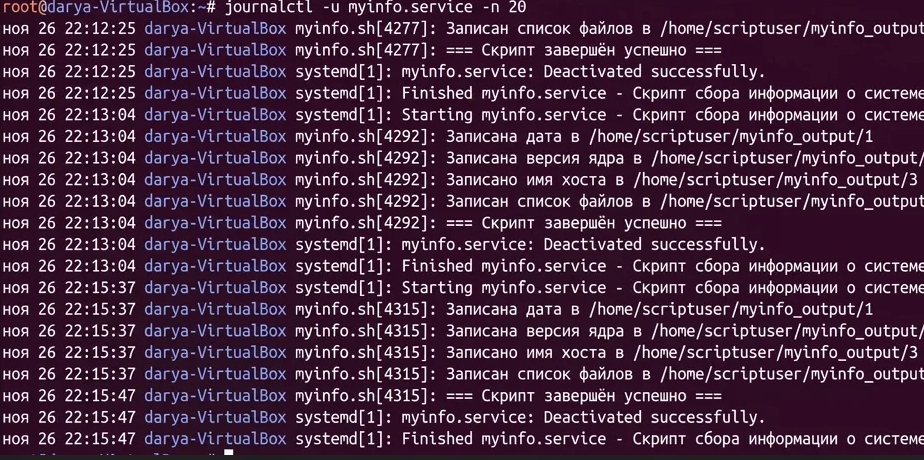 root@darya-VirtualBox:~# journalctl -u myinfo.service -n 20
ноя 26 22:12:25 darya-VirtualBox myinfo.sh[4277]: Записан список файлов в /home/scriptuser/myinfo_output
ноя 26 22:12:25 darya-VirtualBox myinfo.sh[4277]: === Скрипт завершён успешно ===
ноя 26 22:12:25 darya-VirtualBox systemd[1]: myinfo.service: Deactivated successfully.
ноя 26 22:12:25 darya-VirtualBox systemd[1]: Finished myinfo.service - Скрипт сбора информации о системе
ноя 26 22:13:04 darya-VirtualBox systemd[1]: Starting myinfo.service - Скрипт сбора информации о системе
ноя 26 22:13:04 darya-VirtualBox myinfo.sh[4292]: Записана дата в /home/scriptuser/myinfo_output/1
ноя 26 22:13:04 darya-VirtualBox myinfo.sh[4292]: Записана версия ядра в /home/scriptuser/myinfo_output/
ноя 26 22:13:04 darya-VirtualBox myinfo.sh[4292]: Записано имя хоста в /home/scriptuser/myinfo_output/3
ноя 26 22:13:04 darya-VirtualBox myinfo.sh[4292]: Записан список файлов в /home/scriptuser/myinfo_output
ноя 26 22:13:04 darya-VirtualBox myinfo.sh[4292]: === Скрипт завершён успешно ===
ноя 26 22:13:04 darya-VirtualBox systemd[1]: myinfo.service: Deactivated successfully.
ноя 26 22:13:04 darya-VirtualBox systemd[1]: Finished myinfo.service - Скрипт сбора информации о системе
ноя 26 22:15:37 darya-VirtualBox systemd[1]: Starting myinfo.service - Скрипт сбора информации о системе
ноя 26 22:15:37 darya-VirtualBox myinfo.sh[4315]: Записана дата в /home/scriptuser/myinfo_output/1
ноя 26 22:15:37 darya-VirtualBox myinfo.sh[4315]: Записана версия ядра в /home/scriptuser/myinfo_output/
ноя 26 22:15:37 darya-VirtualBox myinfo.sh[4315]: Записано имя хоста в /home/scriptuser/myinfo_output/3
ноя 26 22:15:37 darya-VirtualBox myinfo.sh[4315]: Записан список файлов в /home/scriptuser/myinfo_output
ноя 26 22:15:47 darya-VirtualBox myinfo.sh[4315]: === Скрипт завершён успешно ===
ноя 26 22:15:47 darya-VirtualBox systemd[1]: myinfo.service: Deactivated successfully.
ноя 26 22:15:47 darya-VirtualBox systemd[1]: Finished myinfo.service - Скрипт сбора информации о системе